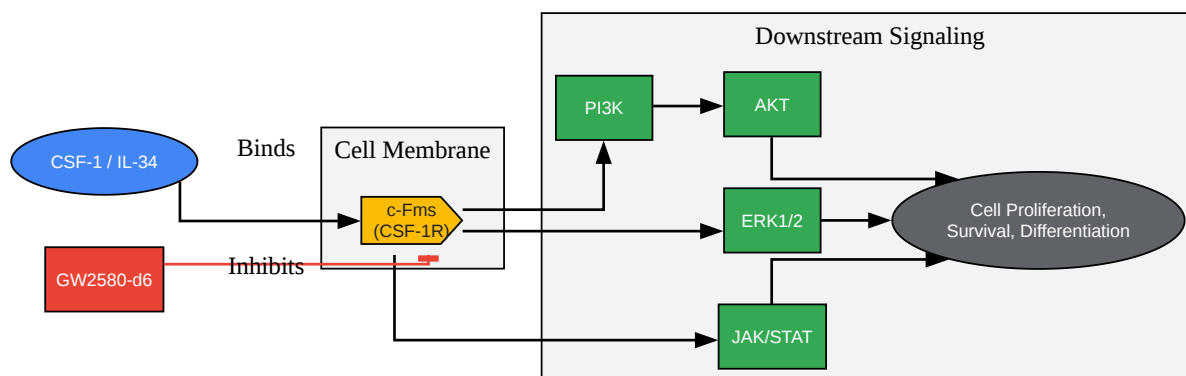 Downstream Signaling
PI3K
AKT
CSF-1 / IL-34
Binds
Cell Membrane
c-Fms
(CSF-1R)
ERK1/2
Cell Proliferation,
Survival, Differentiation
GW2580-d6
Inhibits
JAK/STAT